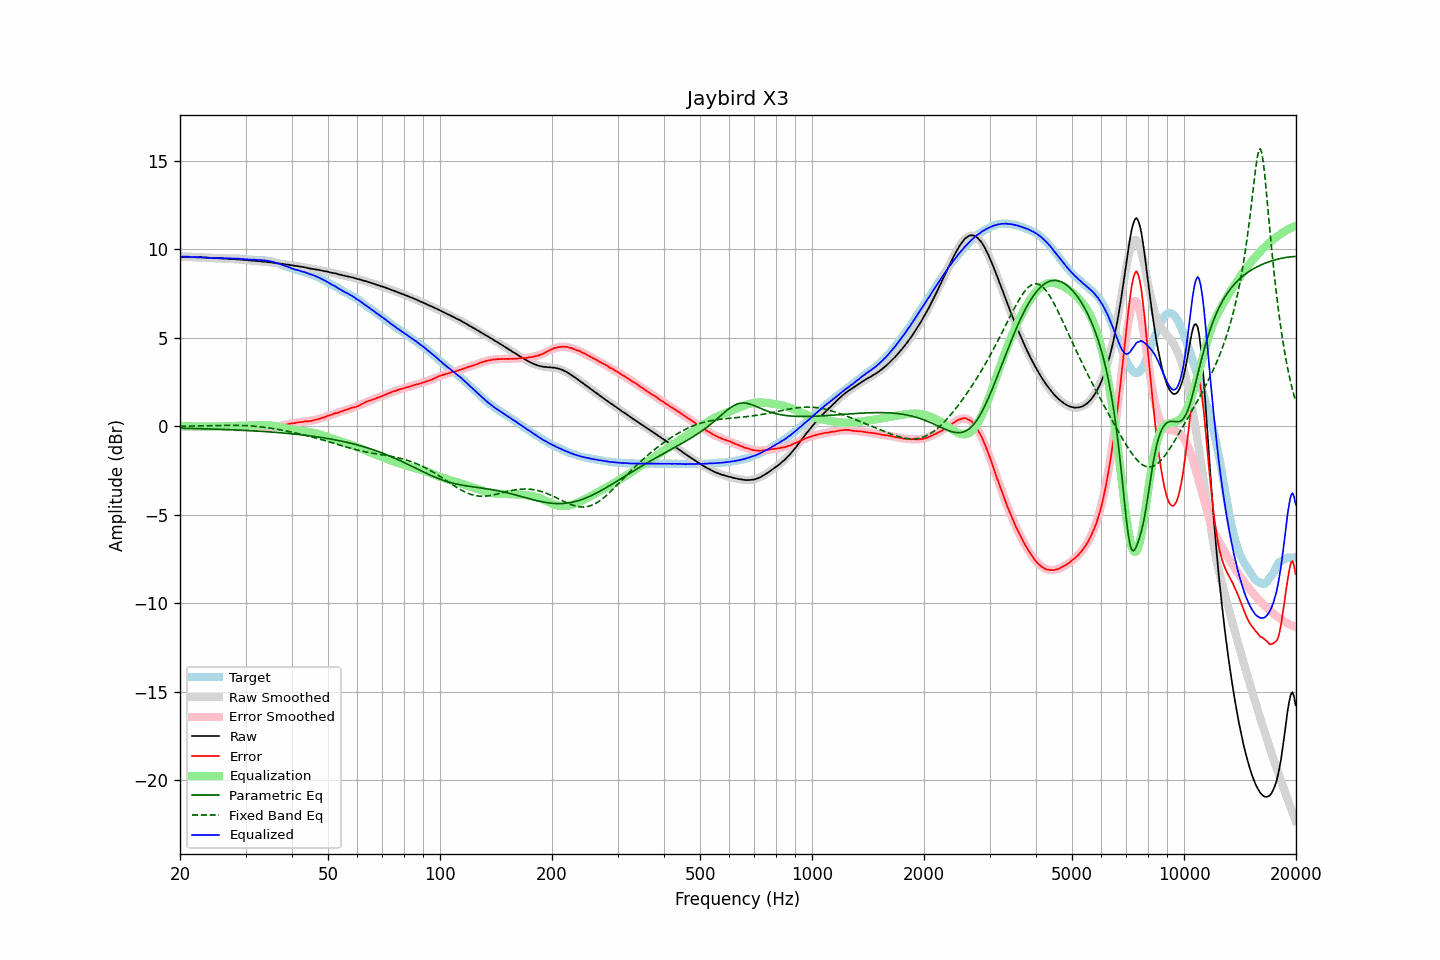 Jaybird X3
15
10
5
0
−5
−10
−15
−20
Amplitude (dBr)
Target
Raw Smoothed
Error Smoothed
Raw
Error
Equalization
Parametric Eq
Fixed Band Eq
Equalized
20 50 100 200 500 1000 2000 5000 10000 20000
Frequency (Hz)